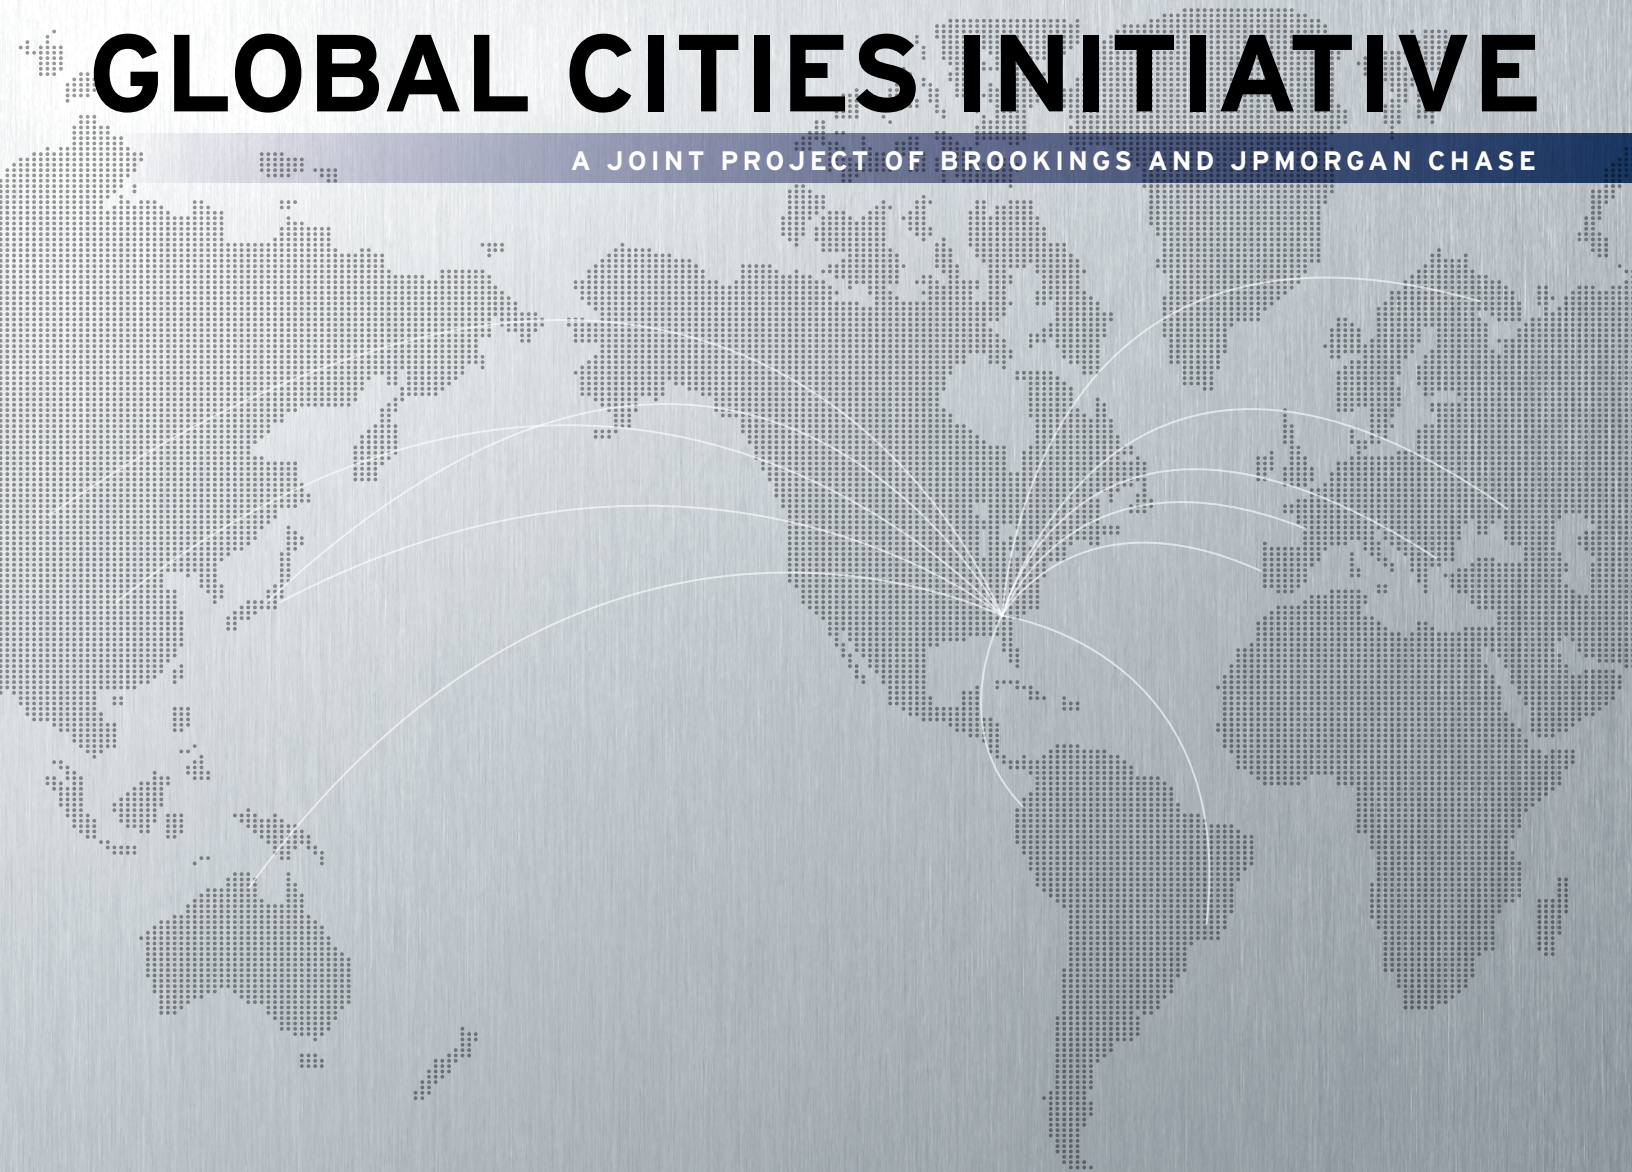 GLOBAL CITIES INITIATIVE
A JOINT PROJECT OF BROOKINGS AND JPMORGAN CHASE